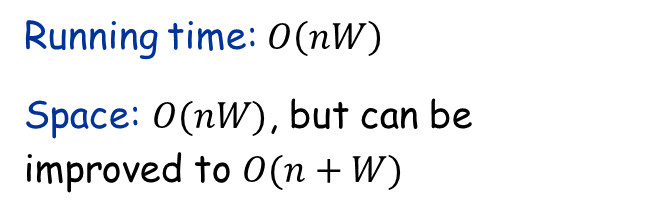 Running time: O(nW)
Space: O(nW), but can be
improved to O(n + W)